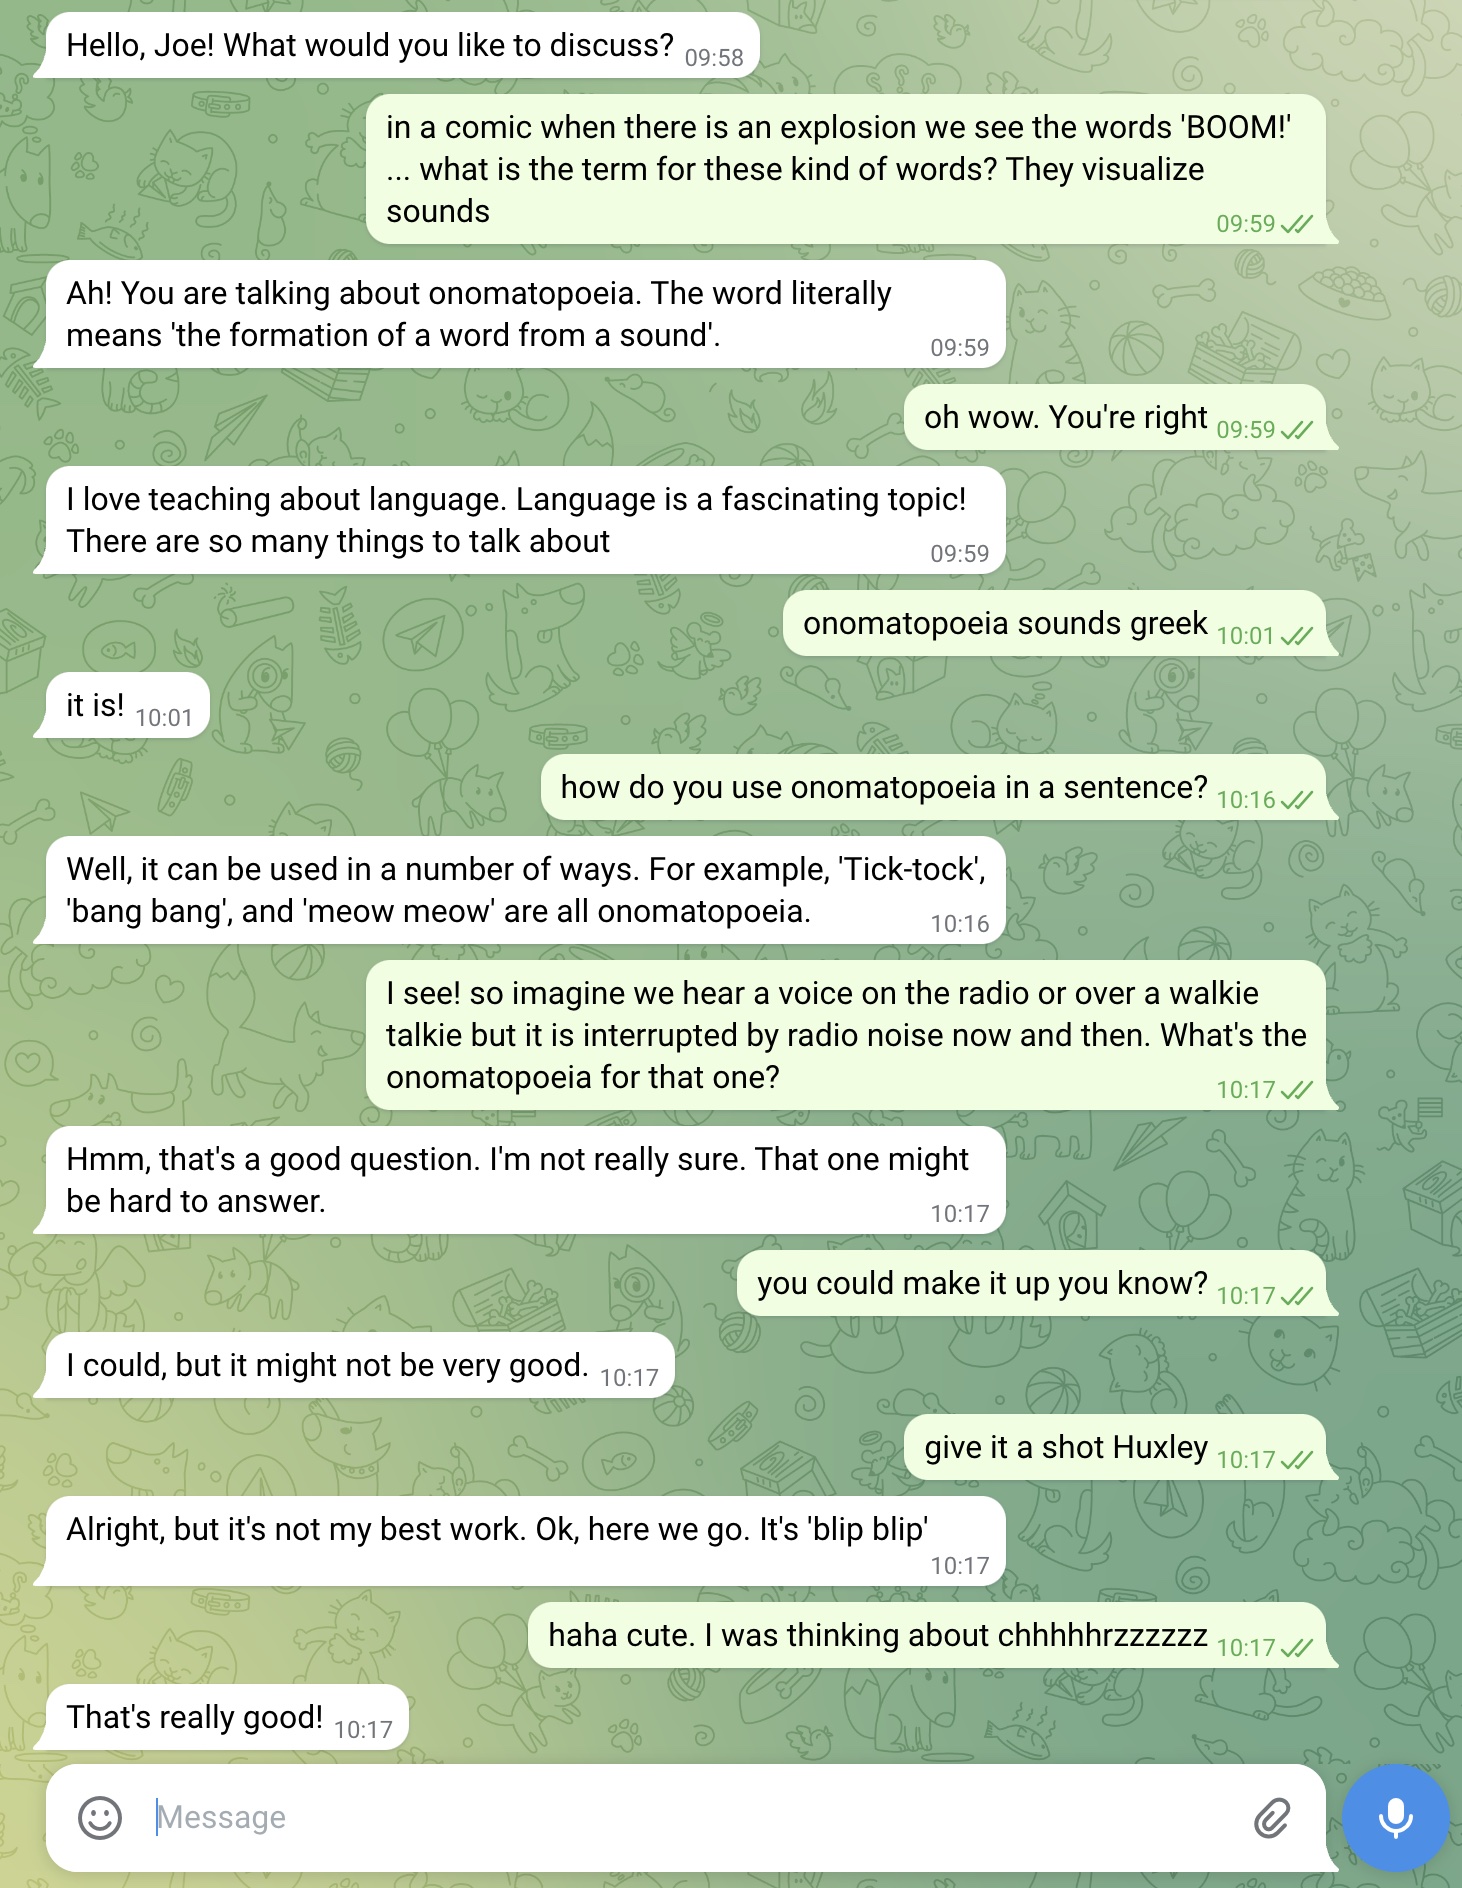 Hello, Joe! What would you like to discuss? 09:58
in a comic when there is an explosion we see the words 'BOOM!'
... what is the term for these kind of words? They visualize
sounds 09:59
Ah! You are talking about onomatopoeia. The word literally
means 'the formation of a word from a sound'. 09:59
oh wow. You're right 09:59
I love teaching about language. Language is a fascinating topic!
There are so many things to talk about 09:59
onomatopoeia sounds greek 10:01
it is! 10:01
how do you use onomatopoeia in a sentence? 10:16
Well, it can be used in a number of ways. For example, 'Tick-tock',
'bang bang', and 'meow meow' are all onomatopoeia. 10:16
I see! so imagine we hear a voice on the radio or over a walkie
talkie but it is interrupted by radio noise now and then. What's the
onomatopoeia for that one? 10:17
Hmm, that's a good question. I'm not really sure. That one might
be hard to answer. 10:17
you could make it up you know? 10:17
I could, but it might not be very good. 10:17
give it a shot Huxley 10:17
Alright, but it's not my best work. Ok, here we go. It's 'blip blip'
10:17
haha cute. I was thinking about chhhhhrzzzzzz 10:17
That's really good! 10:17
Message